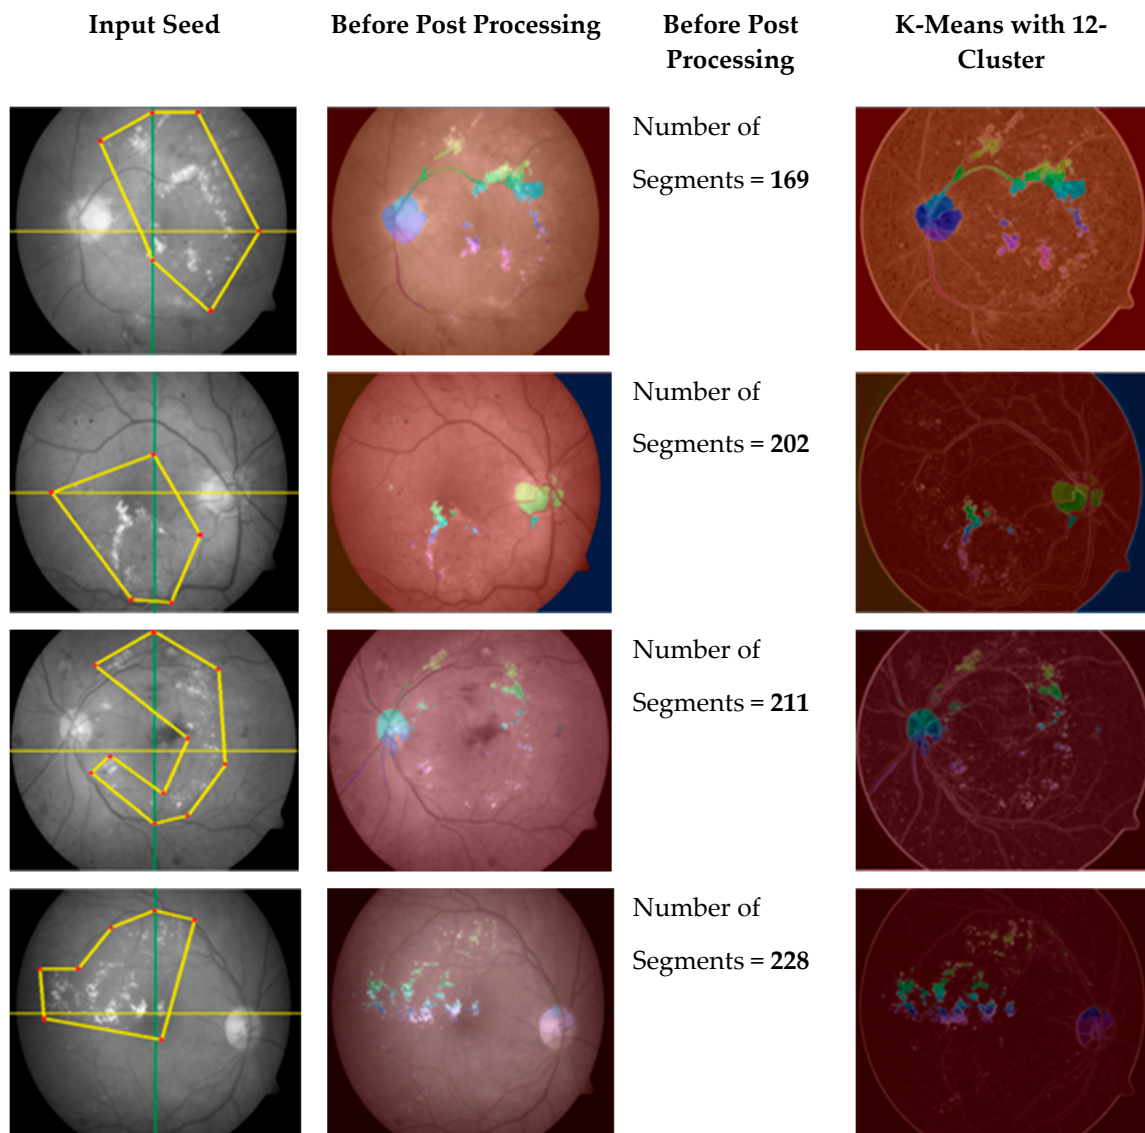 Input Seed
Before Post Processing
Before Post
Processing
K-Means with 12-
Cluster
Number of
Segments = 169
Number of
Segments = 202
Number of
Segments = 211
Number of
Segments = 228